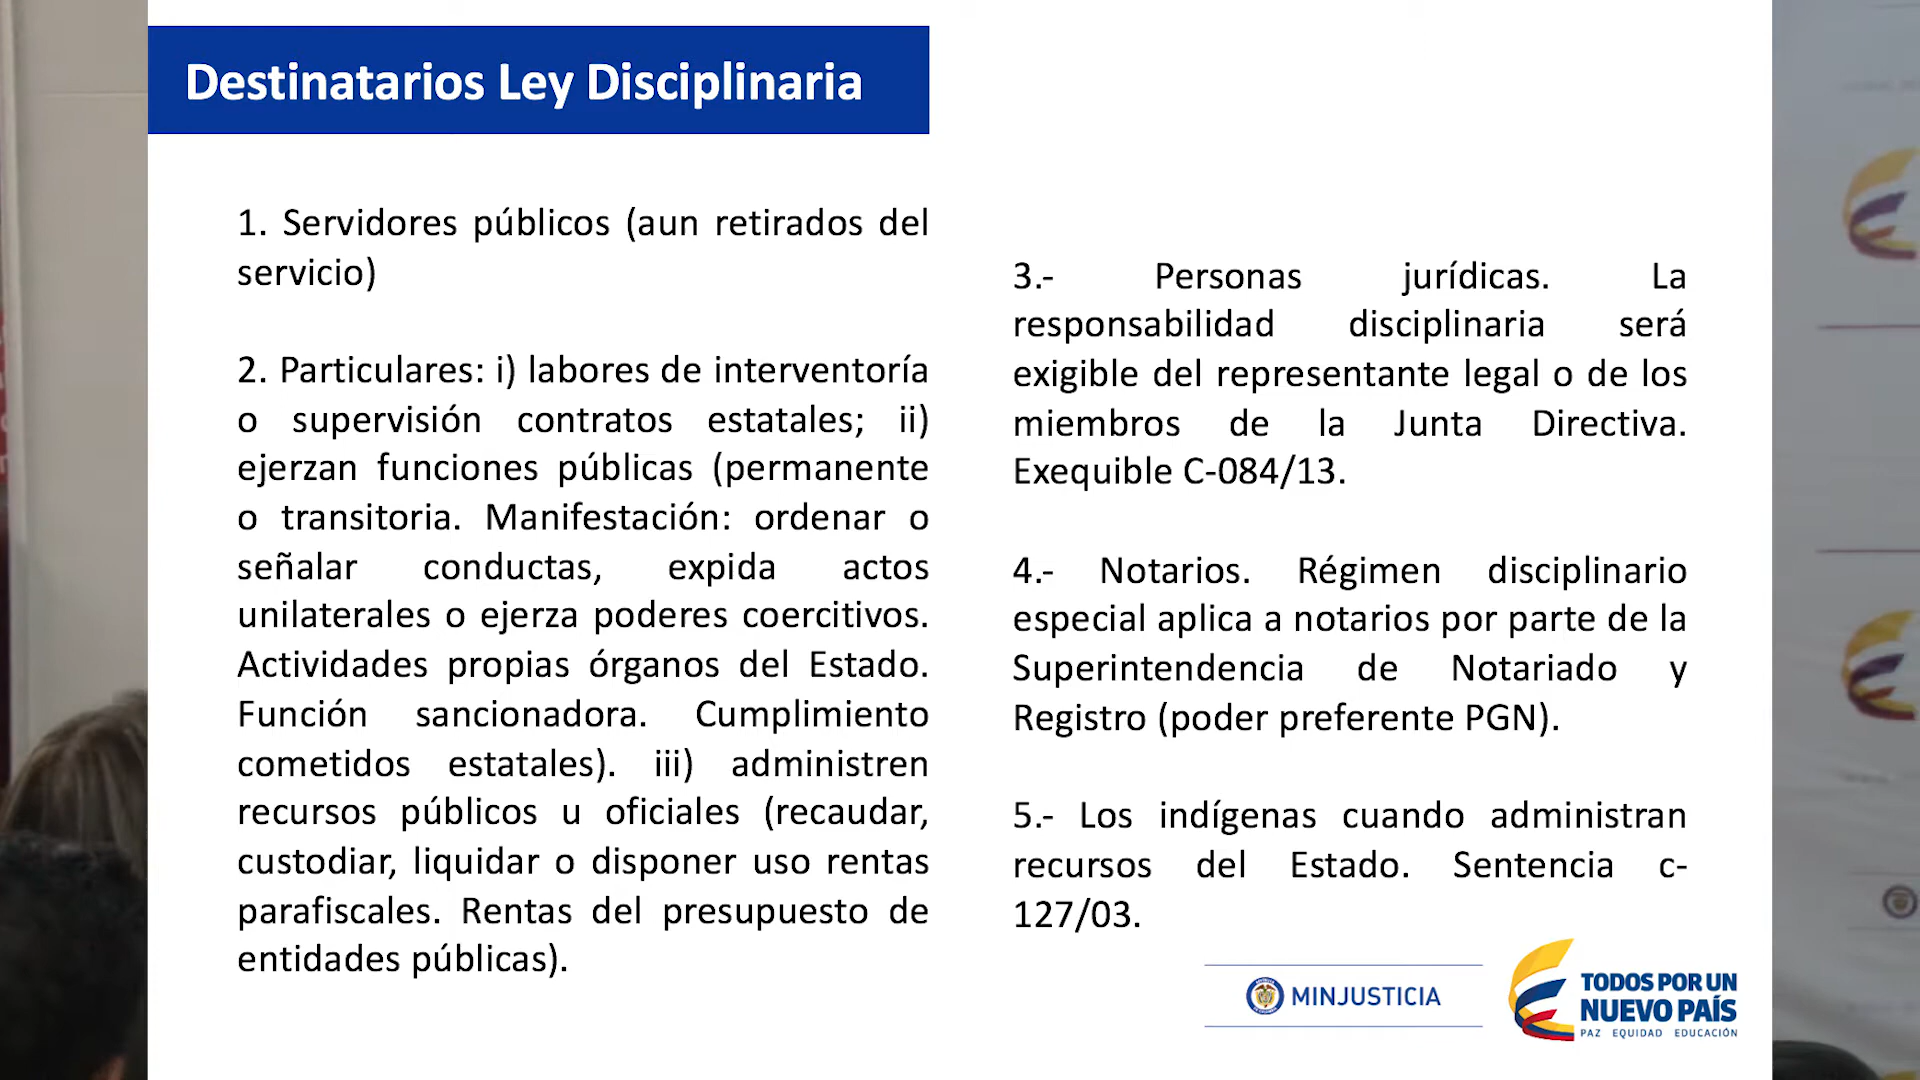 Destinatarios Ley Disciplinaria
1. Servidores públicos (aun retirados del
servicio)
2. Particulares: i) labores de interventoría
o supervisión contratos estatales; ii)
ejerzan funciones públicas (permanente
o transitoria. Manifestación: ordenar o
señalar conductas, expida actos
unilaterales o ejerza poderes coercitivos.
Actividades propias órganos del Estado.
Función sancionadora. Cumplimiento
cometidos estatales). iii) administren
recursos públicos u oficiales (recaudar,
custodiar, liquidar o disponer uso rentas
parafiscales. Rentas del presupuesto de
entidades públicas).
3.- Personas jurídicas. La
responsabilidad disciplinaria será
exigible del representante legal o de los
miembros de la Junta Directiva.
Exequible C-084/13.
4.- Notarios. Régimen disciplinario
especial aplica a notarios por parte de la
Superintendencia de Notariado y
Registro (poder preferente PGN).
5.- Los indígenas cuando administran
recursos del Estado. Sentencia c-
127/03.
MINJUSTICIA
TODOS POR UN
NUEVO PAÍS
PAZ EQUIDAD EDUCACIÓN